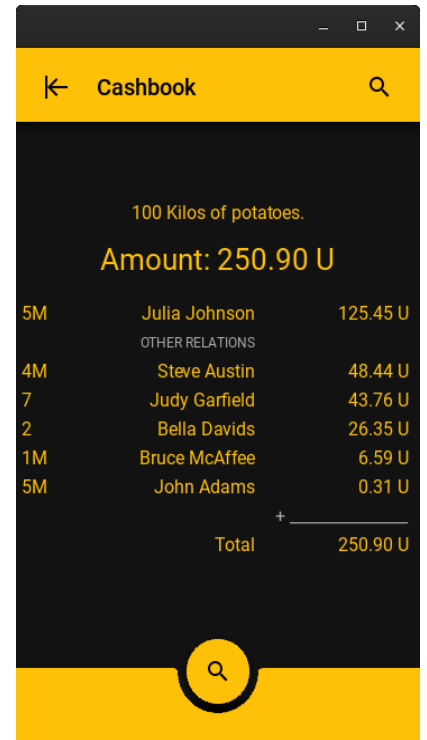 Cashbook
100 Kilos of potatoes.
Amount: 250.90 U
5M Julia Johnson 125.45 U
OTHER RELATIONS
4M Steve Austin 48.44 U
7 Judy Garfield 43.76 U
2 Bella Davids 26.35 U
1M Bruce McAffee 6.59 U
5M John Adams 0.31 U
+
Total 250.90 U